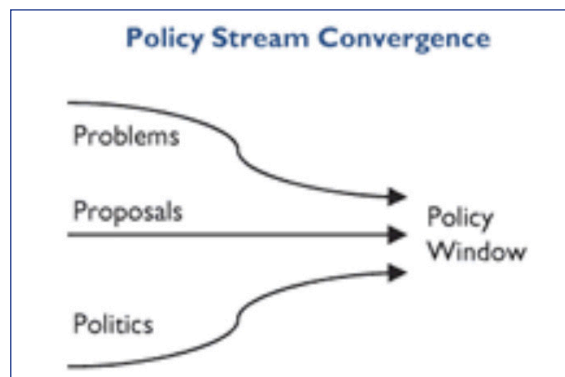 Policy Stream Convergence
Problems
Proposals
Policy
Window
Politics